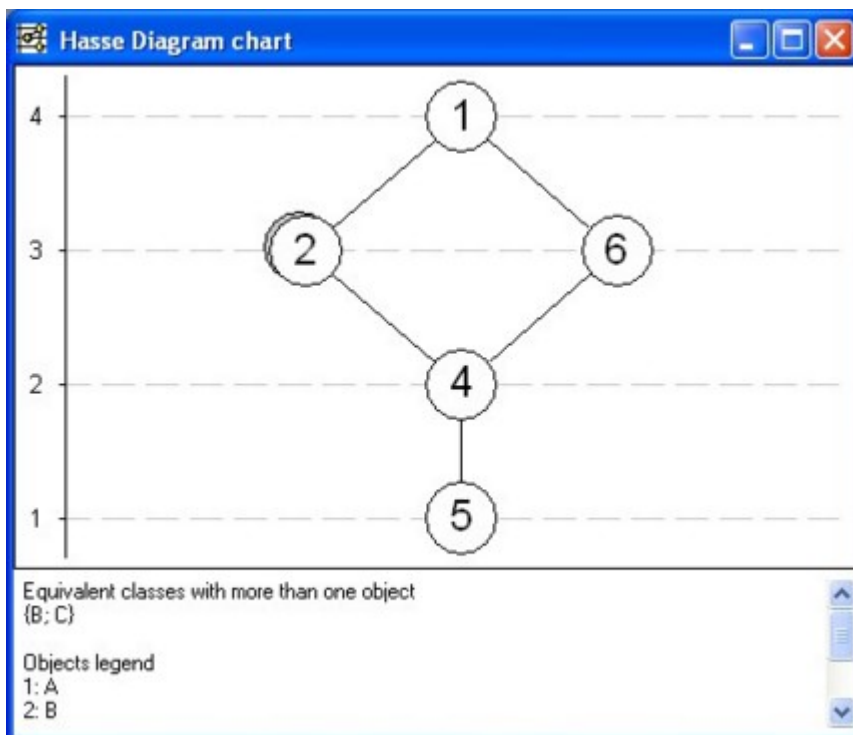 Hasse Diagram chart
4
1
3
2
6
2
4
1
5
Equivalent classes with more than one object
{B; C}
Objects legend
1: A
2: B